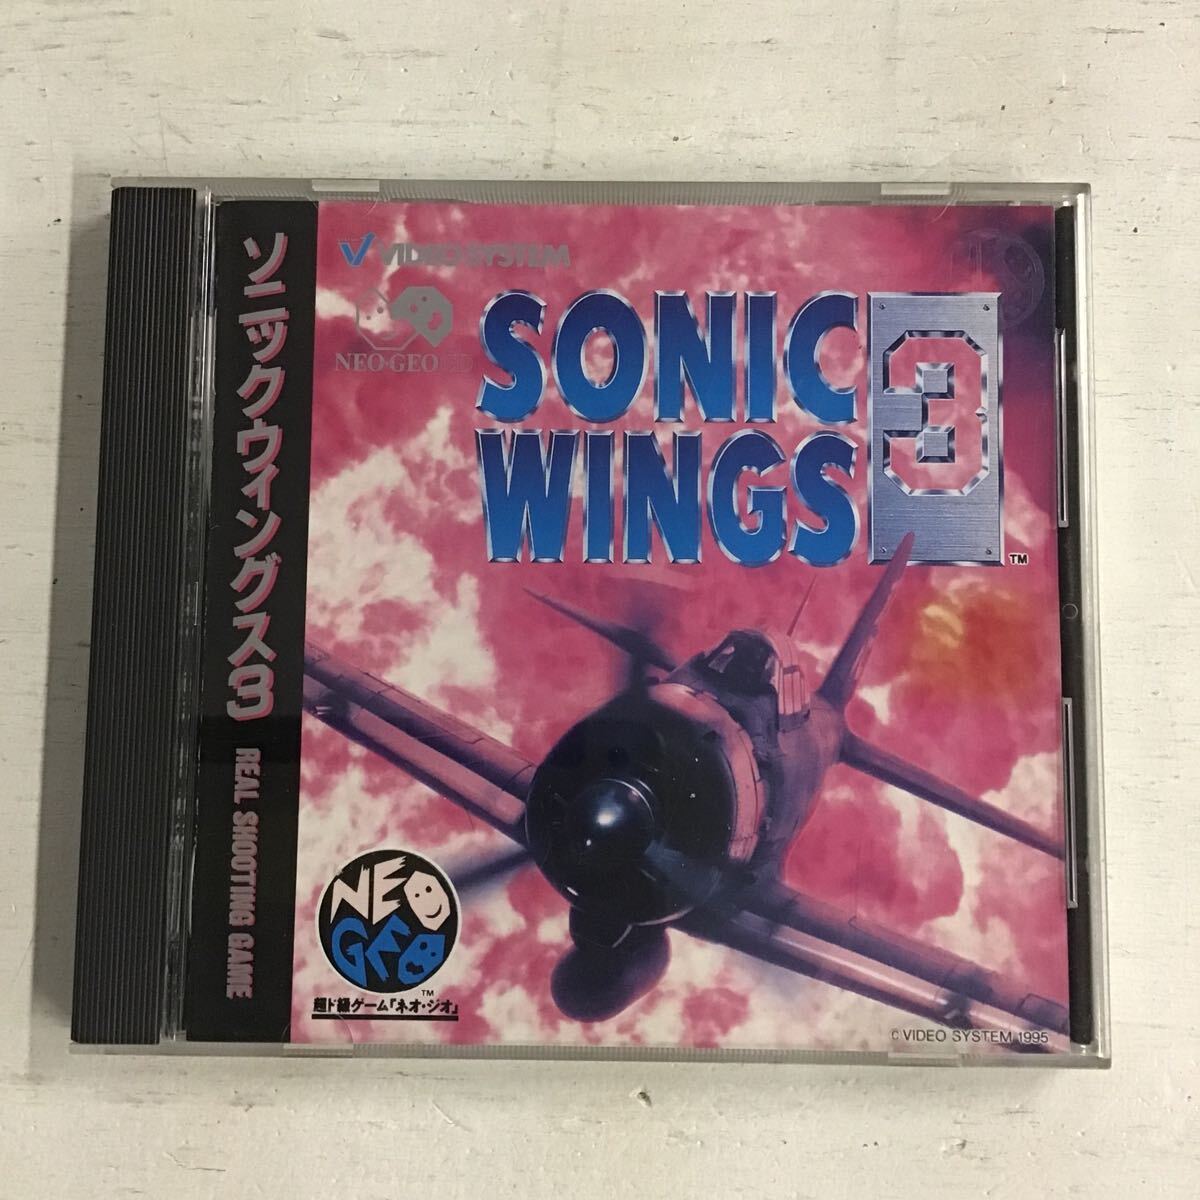 ソニックウィングス3 REAL SHOOTING GAME
VIDEO SYSTEM
NEO·GEO CD
SONIC
WINGS
3
TM
NEO
GEO
TM
超ド級ゲーム「ネオ・ジオ」
© VIDEO SYSTEM 1995